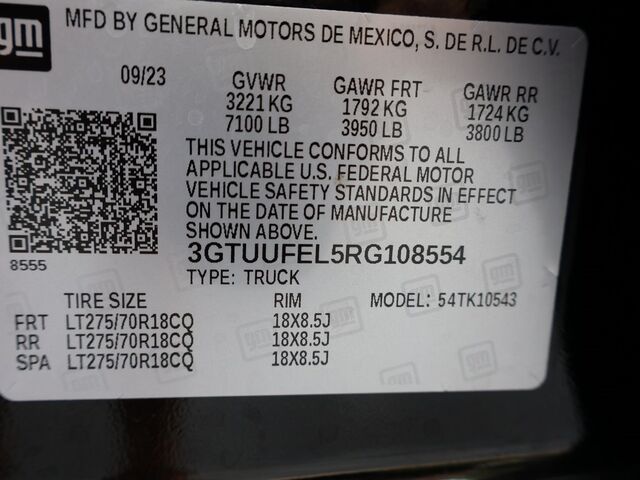 gm
MFD BY GENERAL MOTORS DE MEXICO, S. DE R.L. DE C.V.
09/23 GVWR GAWR FRT GAWR RR
3221 KG 1792 KG 1724 KG
7100 LB 3950 LB 3800 LB
THIS VEHICLE CONFORMS TO ALL
APPLICABLE U.S. FEDERAL MOTOR
VEHICLE SAFETY STANDARDS IN EFFECT
ON THE DATE OF MANUFACTURE
SHOWN ABOVE.
8555
3GTUUFEL5RG108554
TYPE: TRUCK
TIRE SIZE RIM MODEL: 54TK10543
FRT LT275/70R18CQ 18X8.5J
RR LT275/70R18CQ 18X8.5J
SPA LT275/70R18CQ 18X8.5J